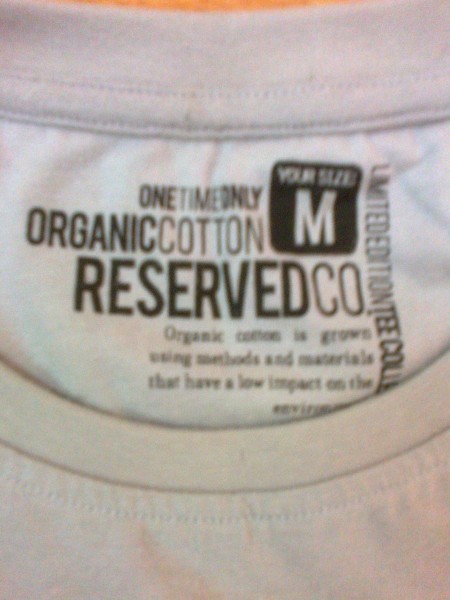 YOUR SIZE!
M
ONETIMEONLY
ORGANICCOTTON
RESERVEDCO.
LIMITEDEDITIONTEE
Organic cotton is grown
using methods and materials
that have a low impact on the